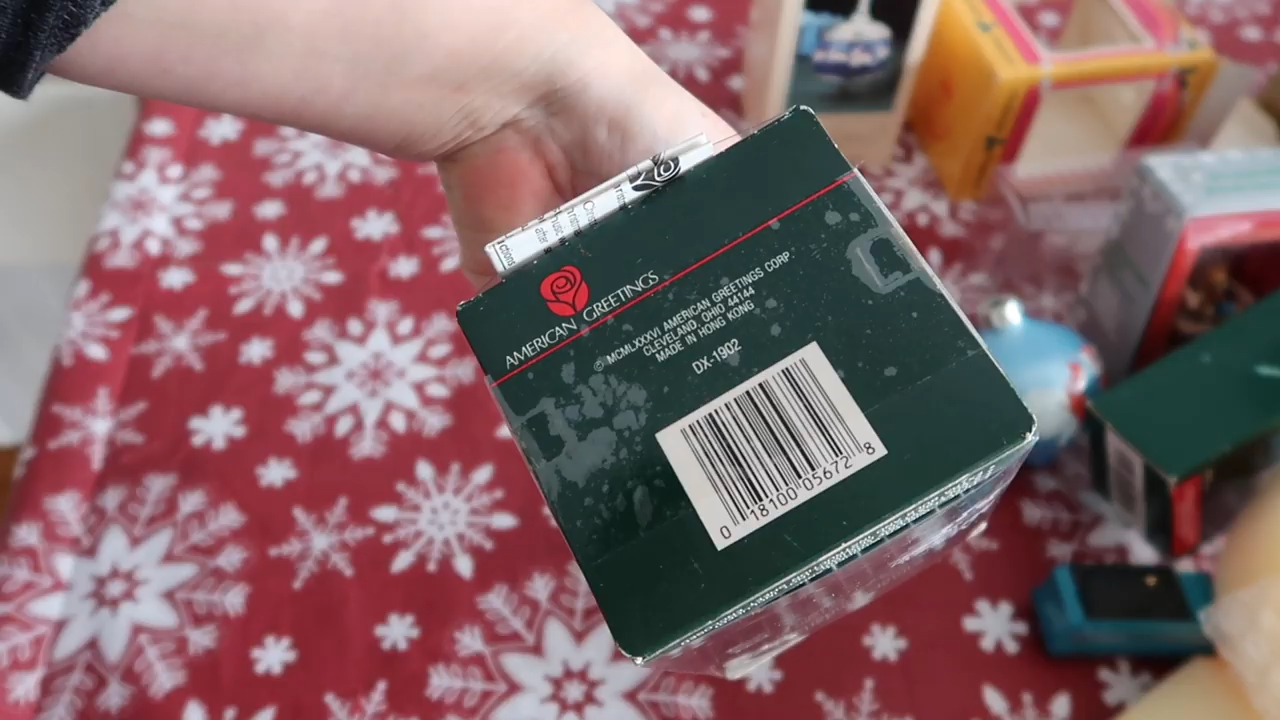 AMERICAN GREETINGS
© MCMLXXXVI AMERICAN GREETINGS CORP.
CLEVELAND, OHIO 44144
MADE IN HONG KONG
DX-1902
0 18100 05672 8
after